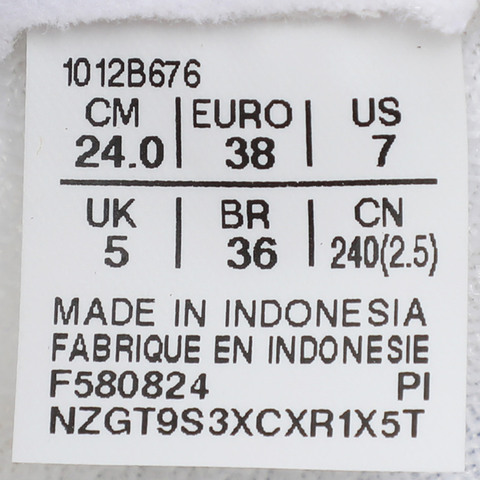 1012B676
CM EURO US
24.0 38 7
UK BR CN
5 36 240(2.5)
MADE IN INDONESIA
FABRIQUE EN INDONESIE
F580824 PI
NZGT9S3XCXR1X5T